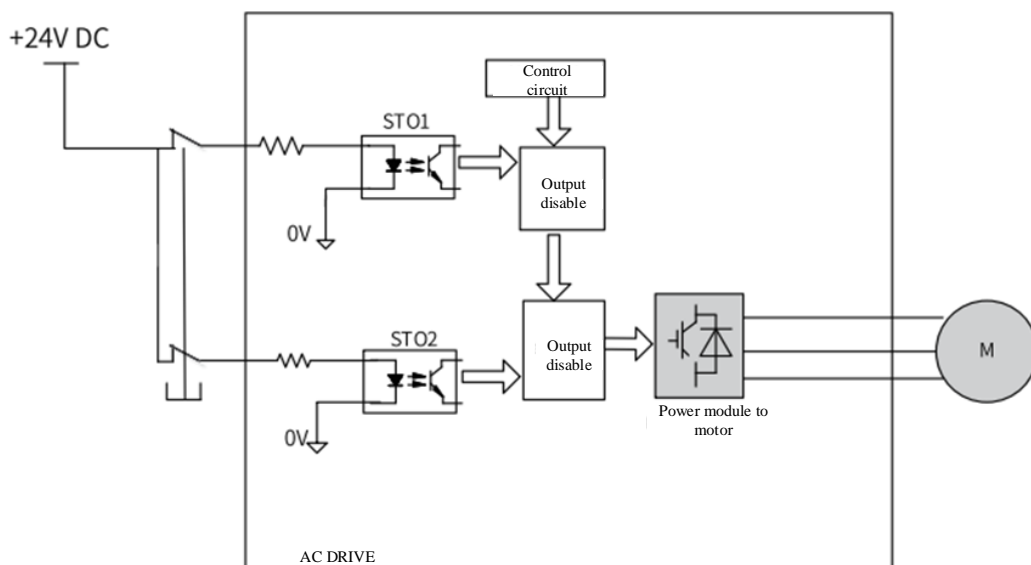 +24V DC
Control
circuit
STO1
Output
disable
0V
STO2
Output
disable
M
Power module to
motor
0V
AC DRIVE